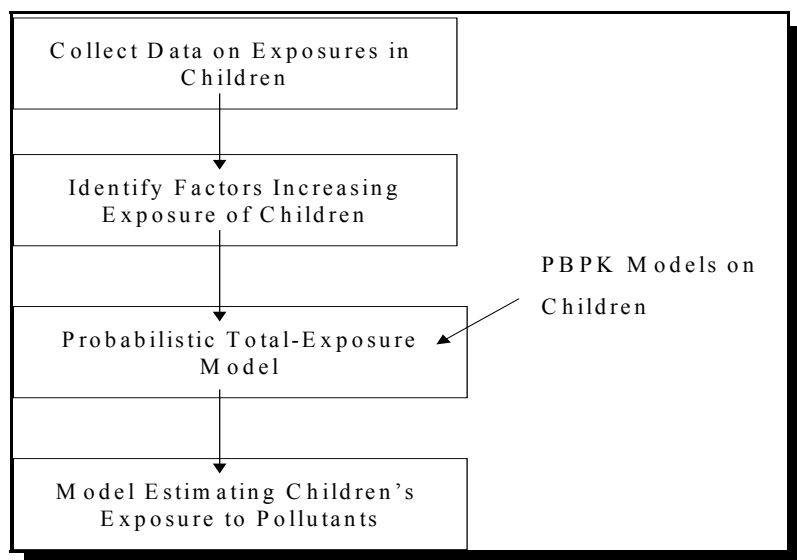 Collect Data on Exposures in
Children
Identify Factors Increasing
Exposure of Children
PBPK Models on
Children
Probabilistic Total-Exposure
Model
Model Estimating Children's
Exposure to Pollutants